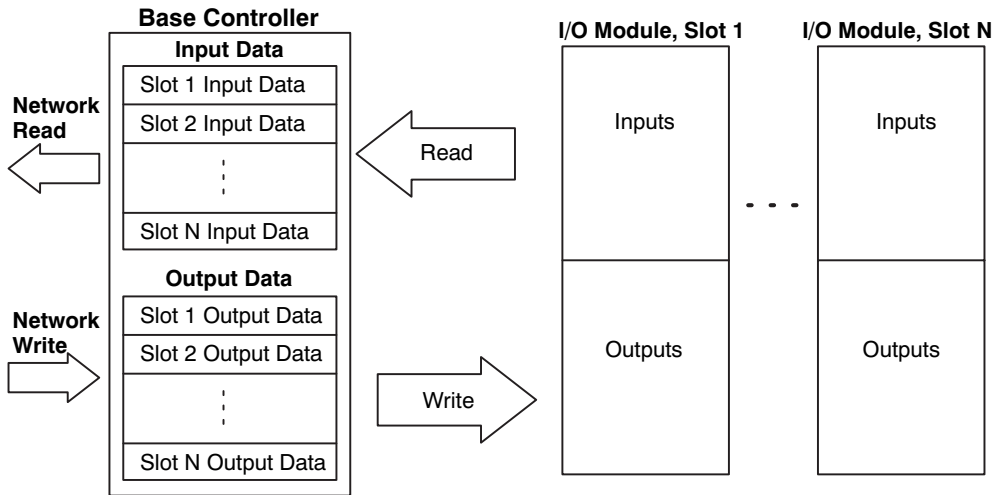 Base Controller
Input Data
Slot 1 Input Data
Slot 2 Input Data
Slot N Input Data
Network
Read
Read
Output Data
Slot 1 Output Data
Slot 2 Output Data
Slot N Output Data
Network
Write
Write
I/O Module, Slot 1
Inputs
Outputs
I/O Module, Slot N
Inputs
Outputs